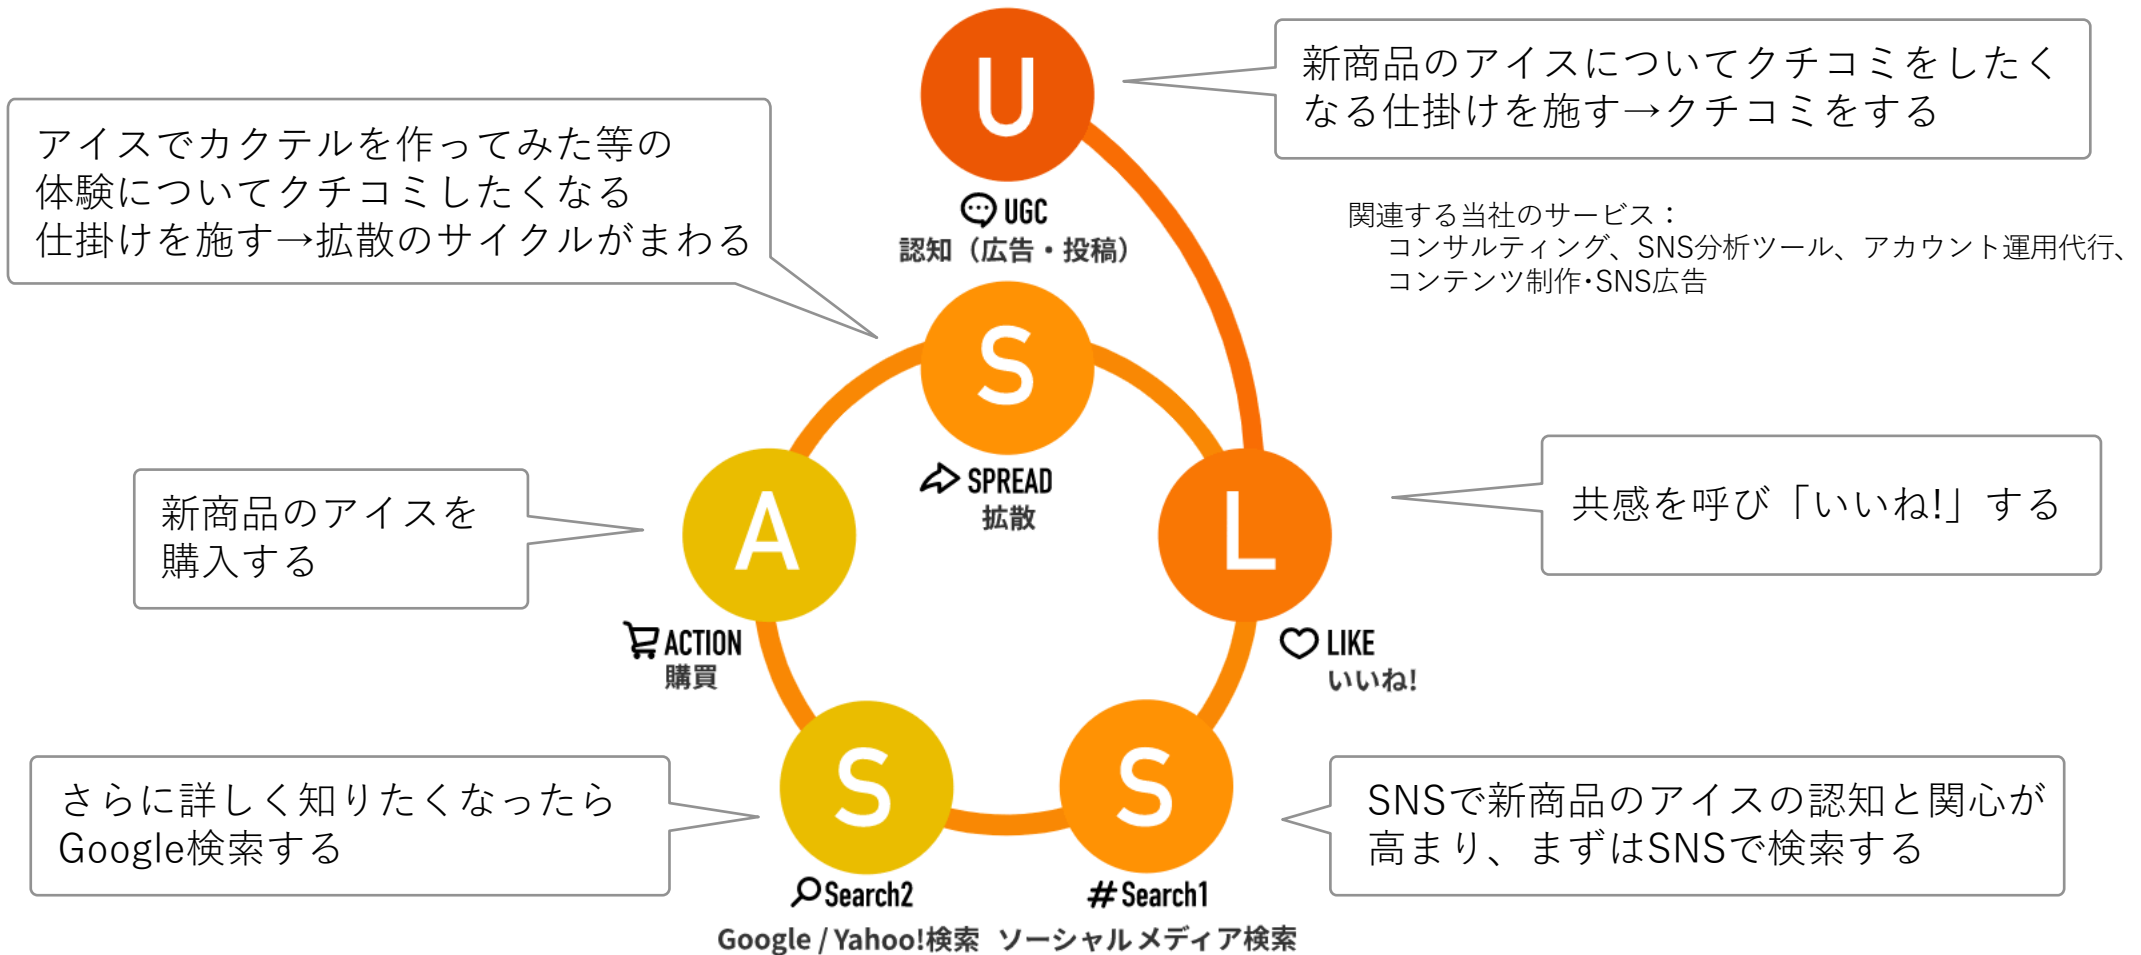 U
新商品のアイスについてクチコミをしたく
なる仕掛けを施す→クチコミをする
アイスでカクテルを作ってみた等の
体験についてクチコミしたくなる
仕掛けを施す→拡散のサイクルがまわる
UGC
認知（広告・投稿）
関連する当社のサービス：
コンサルティング、SNS分析ツール、アカウント運用代行、
コンテンツ制作・SNS広告
S
SPREAD
拡散
A
新商品のアイスを
購入する
ACTION
購買
L
共感を呼び「いいね!」する
LIKE
いいね!
S
さらに詳しく知りたくなったら
Google検索する
Search2
Google / Yahoo!検索
S
SNSで新商品のアイスの認知と関心が
高まり、まずはSNSで検索する
#Search1
ソーシャルメディア検索